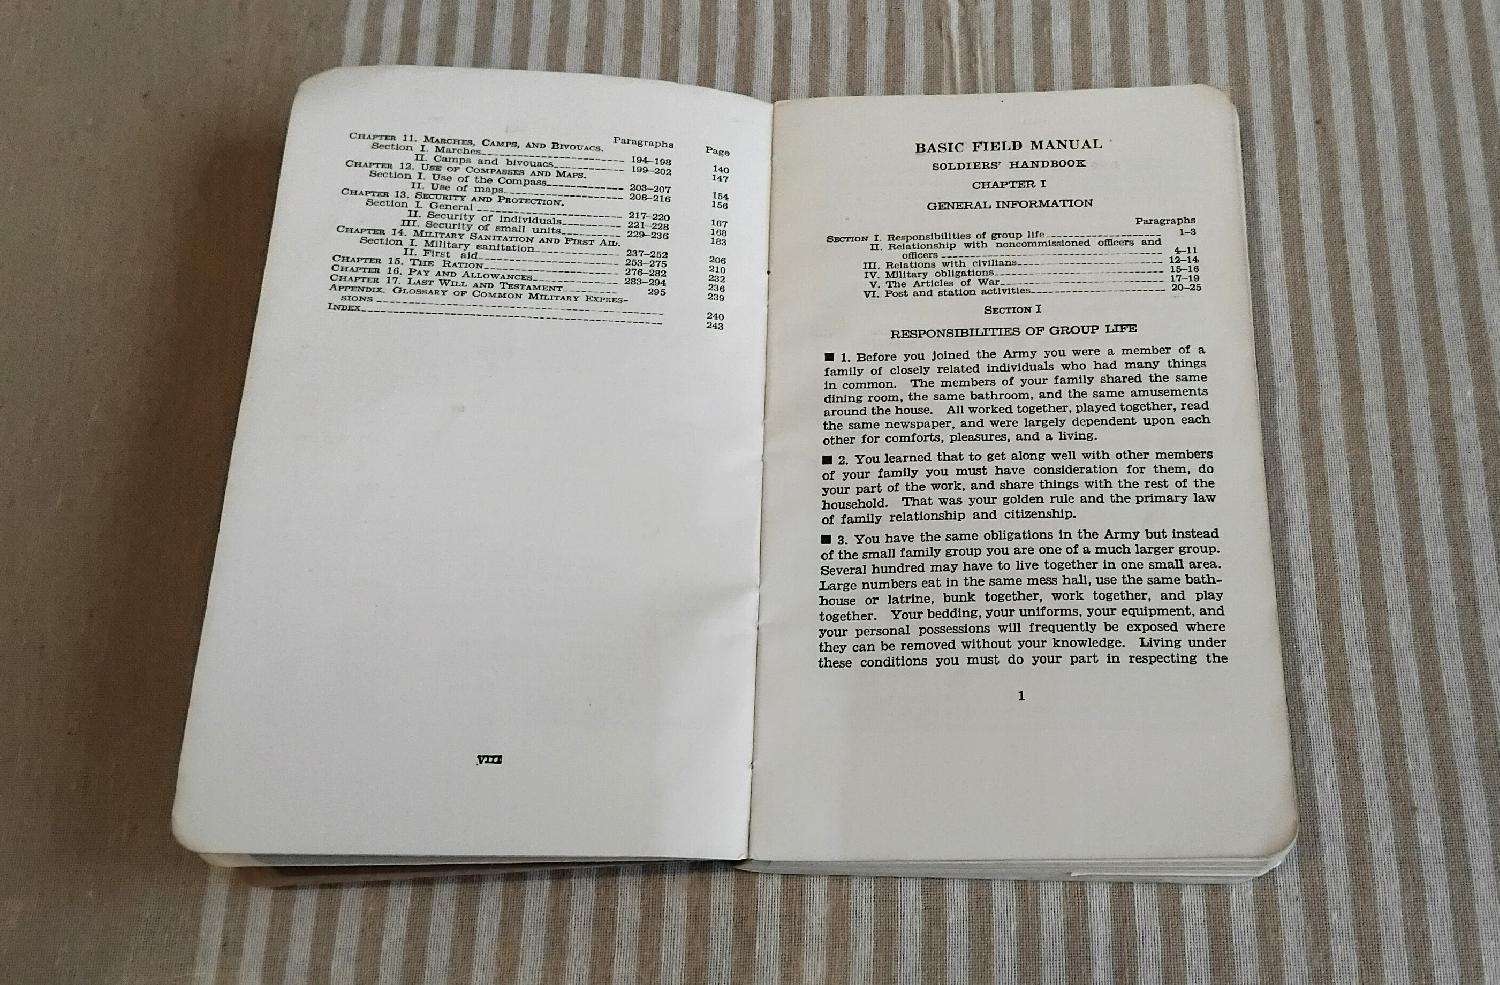 Paragraphs Page
CHAPTER 11. MARCHES, CAMPS, AND BIVOUACS.
Section I. Marches 194–198 140
II. Camps and bivouacs 199–202 147
CHAPTER 12. USE OF COMPASSES AND MAPS.
Section I. Use of the Compass 203–207 154
II. Use of maps 208–216 156
CHAPTER 13. SECURITY AND PROTECTION.
Section I. General 217–220 167
II. Security of individuals 221–228 168
III. Security of small units 229–236 183
CHAPTER 14. MILITARY SANITATION AND FIRST AID.
Section I. Military sanitation 237–252 206
II. First aid 253–275 210
CHAPTER 15. THE RATION 276–282 232
CHAPTER 16. PAY AND ALLOWANCES 283–294 236
CHAPTER 17. LAST WILL AND TESTAMENT 295 239
APPENDIX. GLOSSARY OF COMMON MILITARY EXPRES-
SIONS 240
INDEX 243
VIII
BASIC FIELD MANUAL
SOLDIERS' HANDBOOK
CHAPTER I
GENERAL INFORMATION
Paragraphs
SECTION I. Responsibilities of group life 1–3
II. Relationship with noncommissioned officers and
officers 4–11
III. Relations with civilians 12–14
IV. Military obligations 15–16
V. The Articles of War 17–19
VI. Post and station activities 20–25
SECTION I
RESPONSIBILITIES OF GROUP LIFE
■ 1. Before you joined the Army you were a member of a
family of closely related individuals who had many things
in common. The members of your family shared the same
dining room, the same bathroom, and the same amusements
around the house. All worked together, played together, read
the same newspaper, and were largely dependent upon each
other for comforts, pleasures, and a living.
■ 2. You learned that to get along well with other members
of your family you must have consideration for them, do
your part of the work, and share things with the rest of the
household. That was your golden rule and the primary law
of family relationship and citizenship.
■ 3. You have the same obligations in the Army but instead
of the small family group you are one of a much larger group.
Several hundred may have to live together in one small area.
Large numbers eat in the same mess hall, use the same bath-
house or latrine, bunk together, work together, and play
together. Your bedding, your uniforms, your equipment, and
your personal possessions will frequently be exposed where
they can be removed without your knowledge. Living under
these conditions you must do your part in respecting the
1